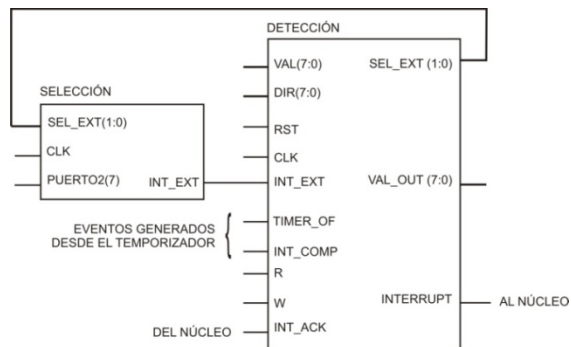 DETECCIÓN
VAL(7:0)
SEL_EXT (1:0)
DIR(7:0)
SELECCIÓN
SEL_EXT(1:0)
RST
CLK
CLK
PUERTO2(7)
INT_EXT
INT_EXT
VAL_OUT (7:0)
EVENTOS GENERADOS
DESDE EL TEMPORIZADOR
TIMER_OF
INT_COMP
R
W
INTERRUPT
AL NÚCLEO
DEL NÚCLEO
INT_ACK